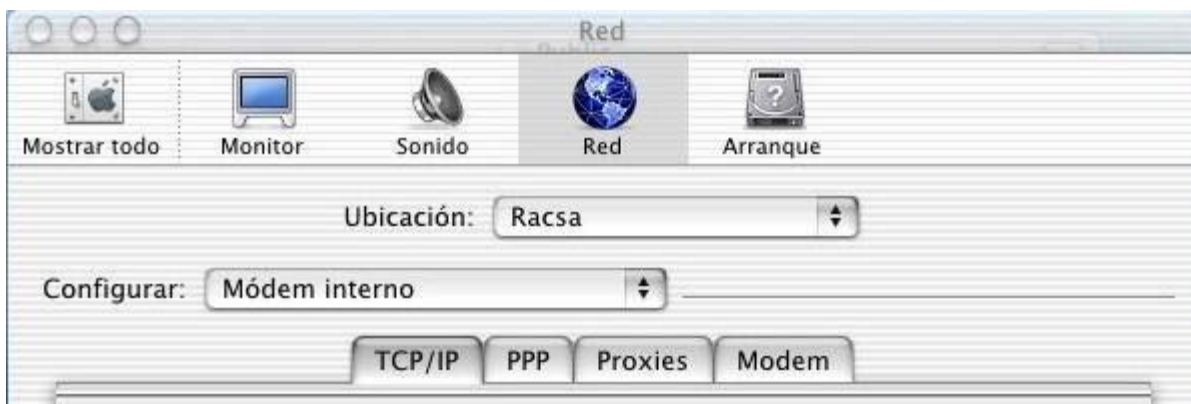 Red
Mostrar todo
Monitor
Sonido
Red
Arranque
Ubicación: Racsa
Configurar: Módem interno
TCP/IP PPP Proxies Modem